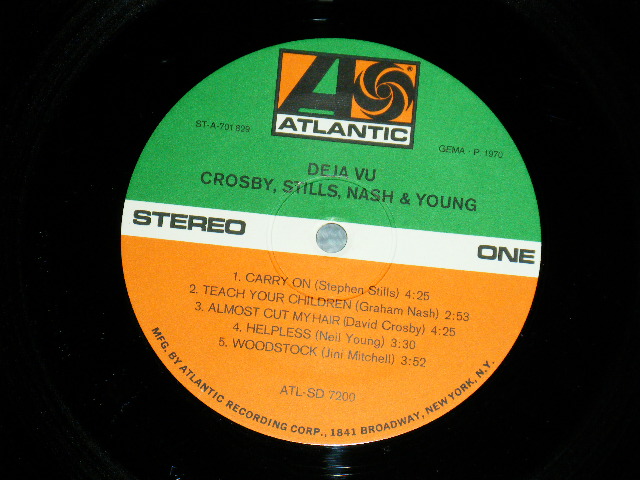 ATLANTIC
®
ST-A-701 829
GEMA · P 1970
DEJA VU
CROSBY, STILLS, NASH & YOUNG
STEREO
ONE
1. CARRY ON (Stephen Stills) 4:25
2. TEACH YOUR CHILDREN (Graham Nash) 2:53
3. ALMOST CUT MY HAIR (David Crosby) 4:25
4. HELPLESS (Neil Young) 3:30
5. WOODSTOCK (Jini Mitchell) 3:52
ATL-SD 7200
MFG. BY ATLANTIC RECORDING CORP., 1841 BROADWAY, NEW YORK, N.Y.